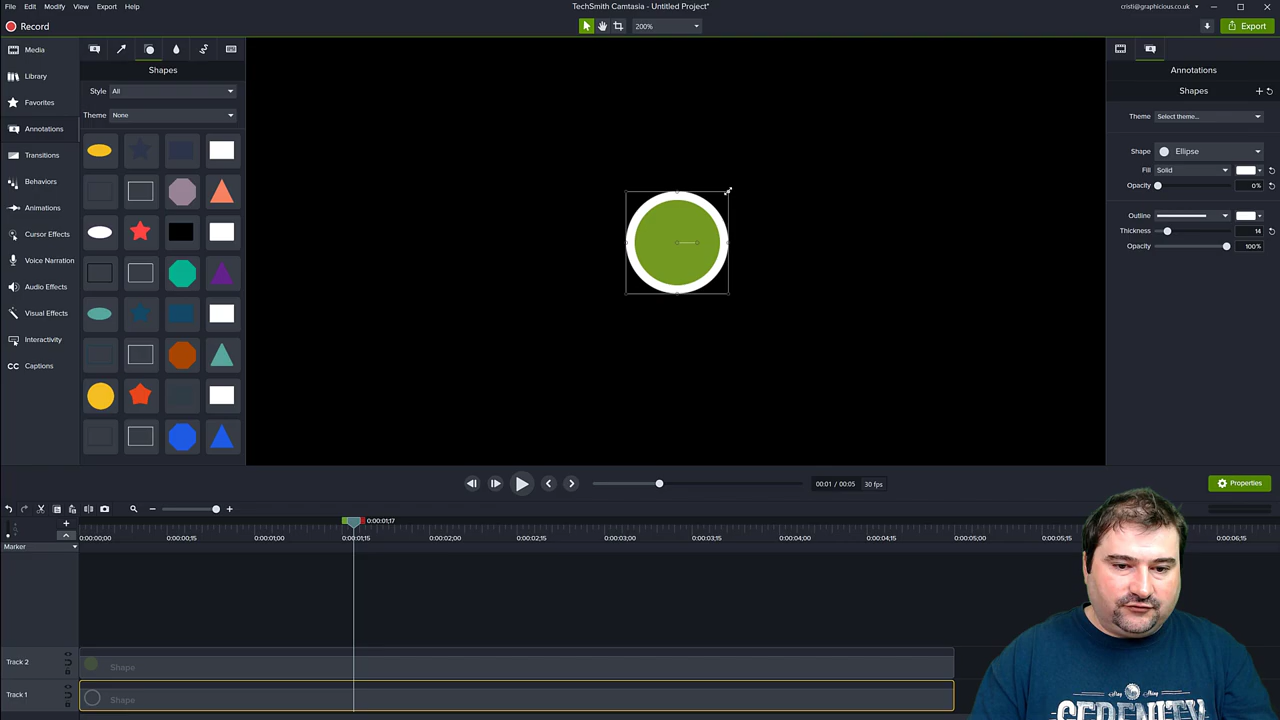 File Edit Modify View Export Help
TechSmith Camtasia - Untitled Project*
cristi@graphicious.co.uk
Record
200%
Export
Media
Library
Favorites
Annotations
Transitions
Behaviors
Animations
Cursor Effects
Voice Narration
Audio Effects
Visual Effects
Interactivity
CC Captions
Shapes
Style All
Theme None
Annotations
Shapes
Theme Select theme...
Shape Ellipse
Fill Solid
Opacity 0%
Outline
Thickness 14
Opacity 100%
00:01 / 00:05 30 fps
Properties
0:00:01;17
0:00:00;00 0:00:00;15 0:00:01;00 0:00:01;15 0:00:02;00 0:00:02;15 0:00:03;00 0:00:03;15 0:00:04;00 0:00:04;15 0:00:05;00 0:00:05;15 0:00:06;15
Marker
Track 2
Shape
Track 1
Shape
Stay Shiny
SERENITY